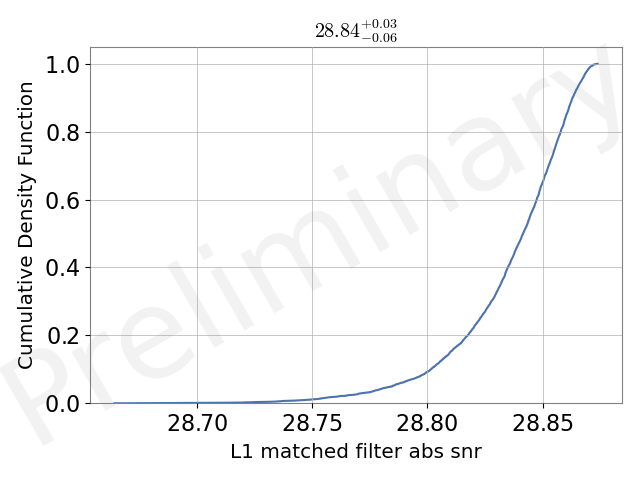 28.84+0.03
−0.06
Preliminary
Cumulative Density Function
1.0
0.8
0.6
0.4
0.2
0.0
28.70 28.75 28.80 28.85
L1 matched filter abs snr